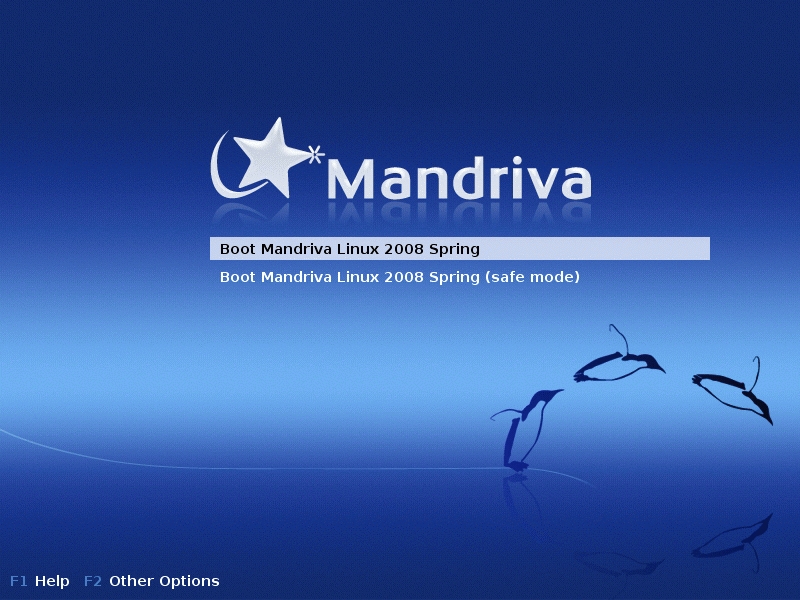 Mandriva
Boot Mandriva Linux 2008 Spring
Boot Mandriva Linux 2008 Spring (safe mode)
F1 Help F2 Other Options